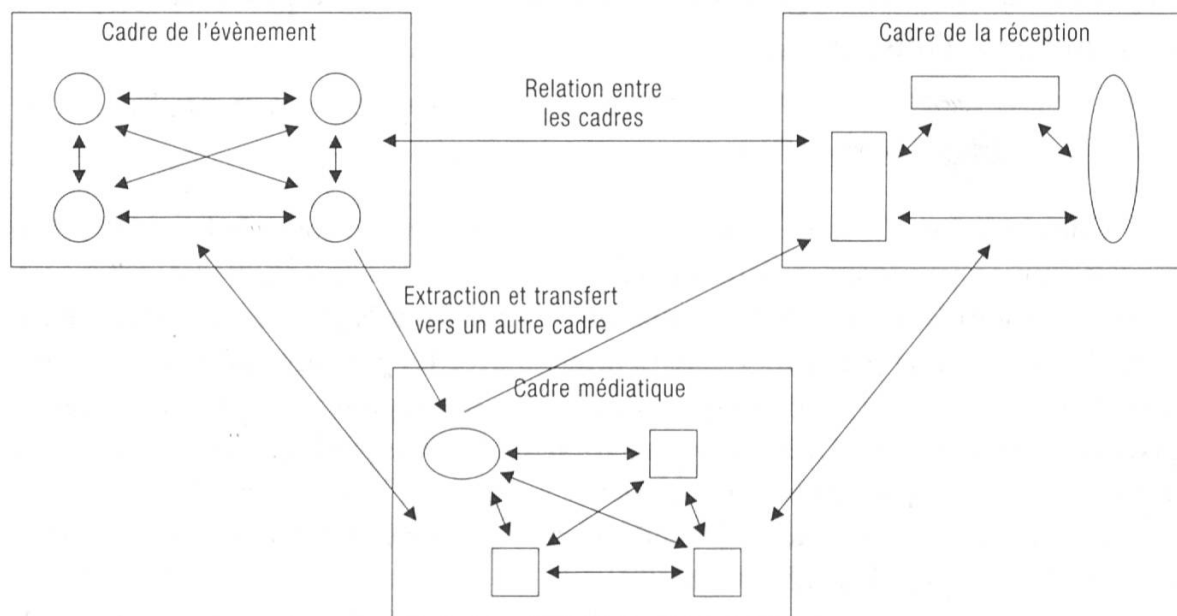 Cadre de l'évènement
Cadre de la réception
Relation entre
les cadres
Extraction et transfert
vers un autre cadre
Cadre médiatique